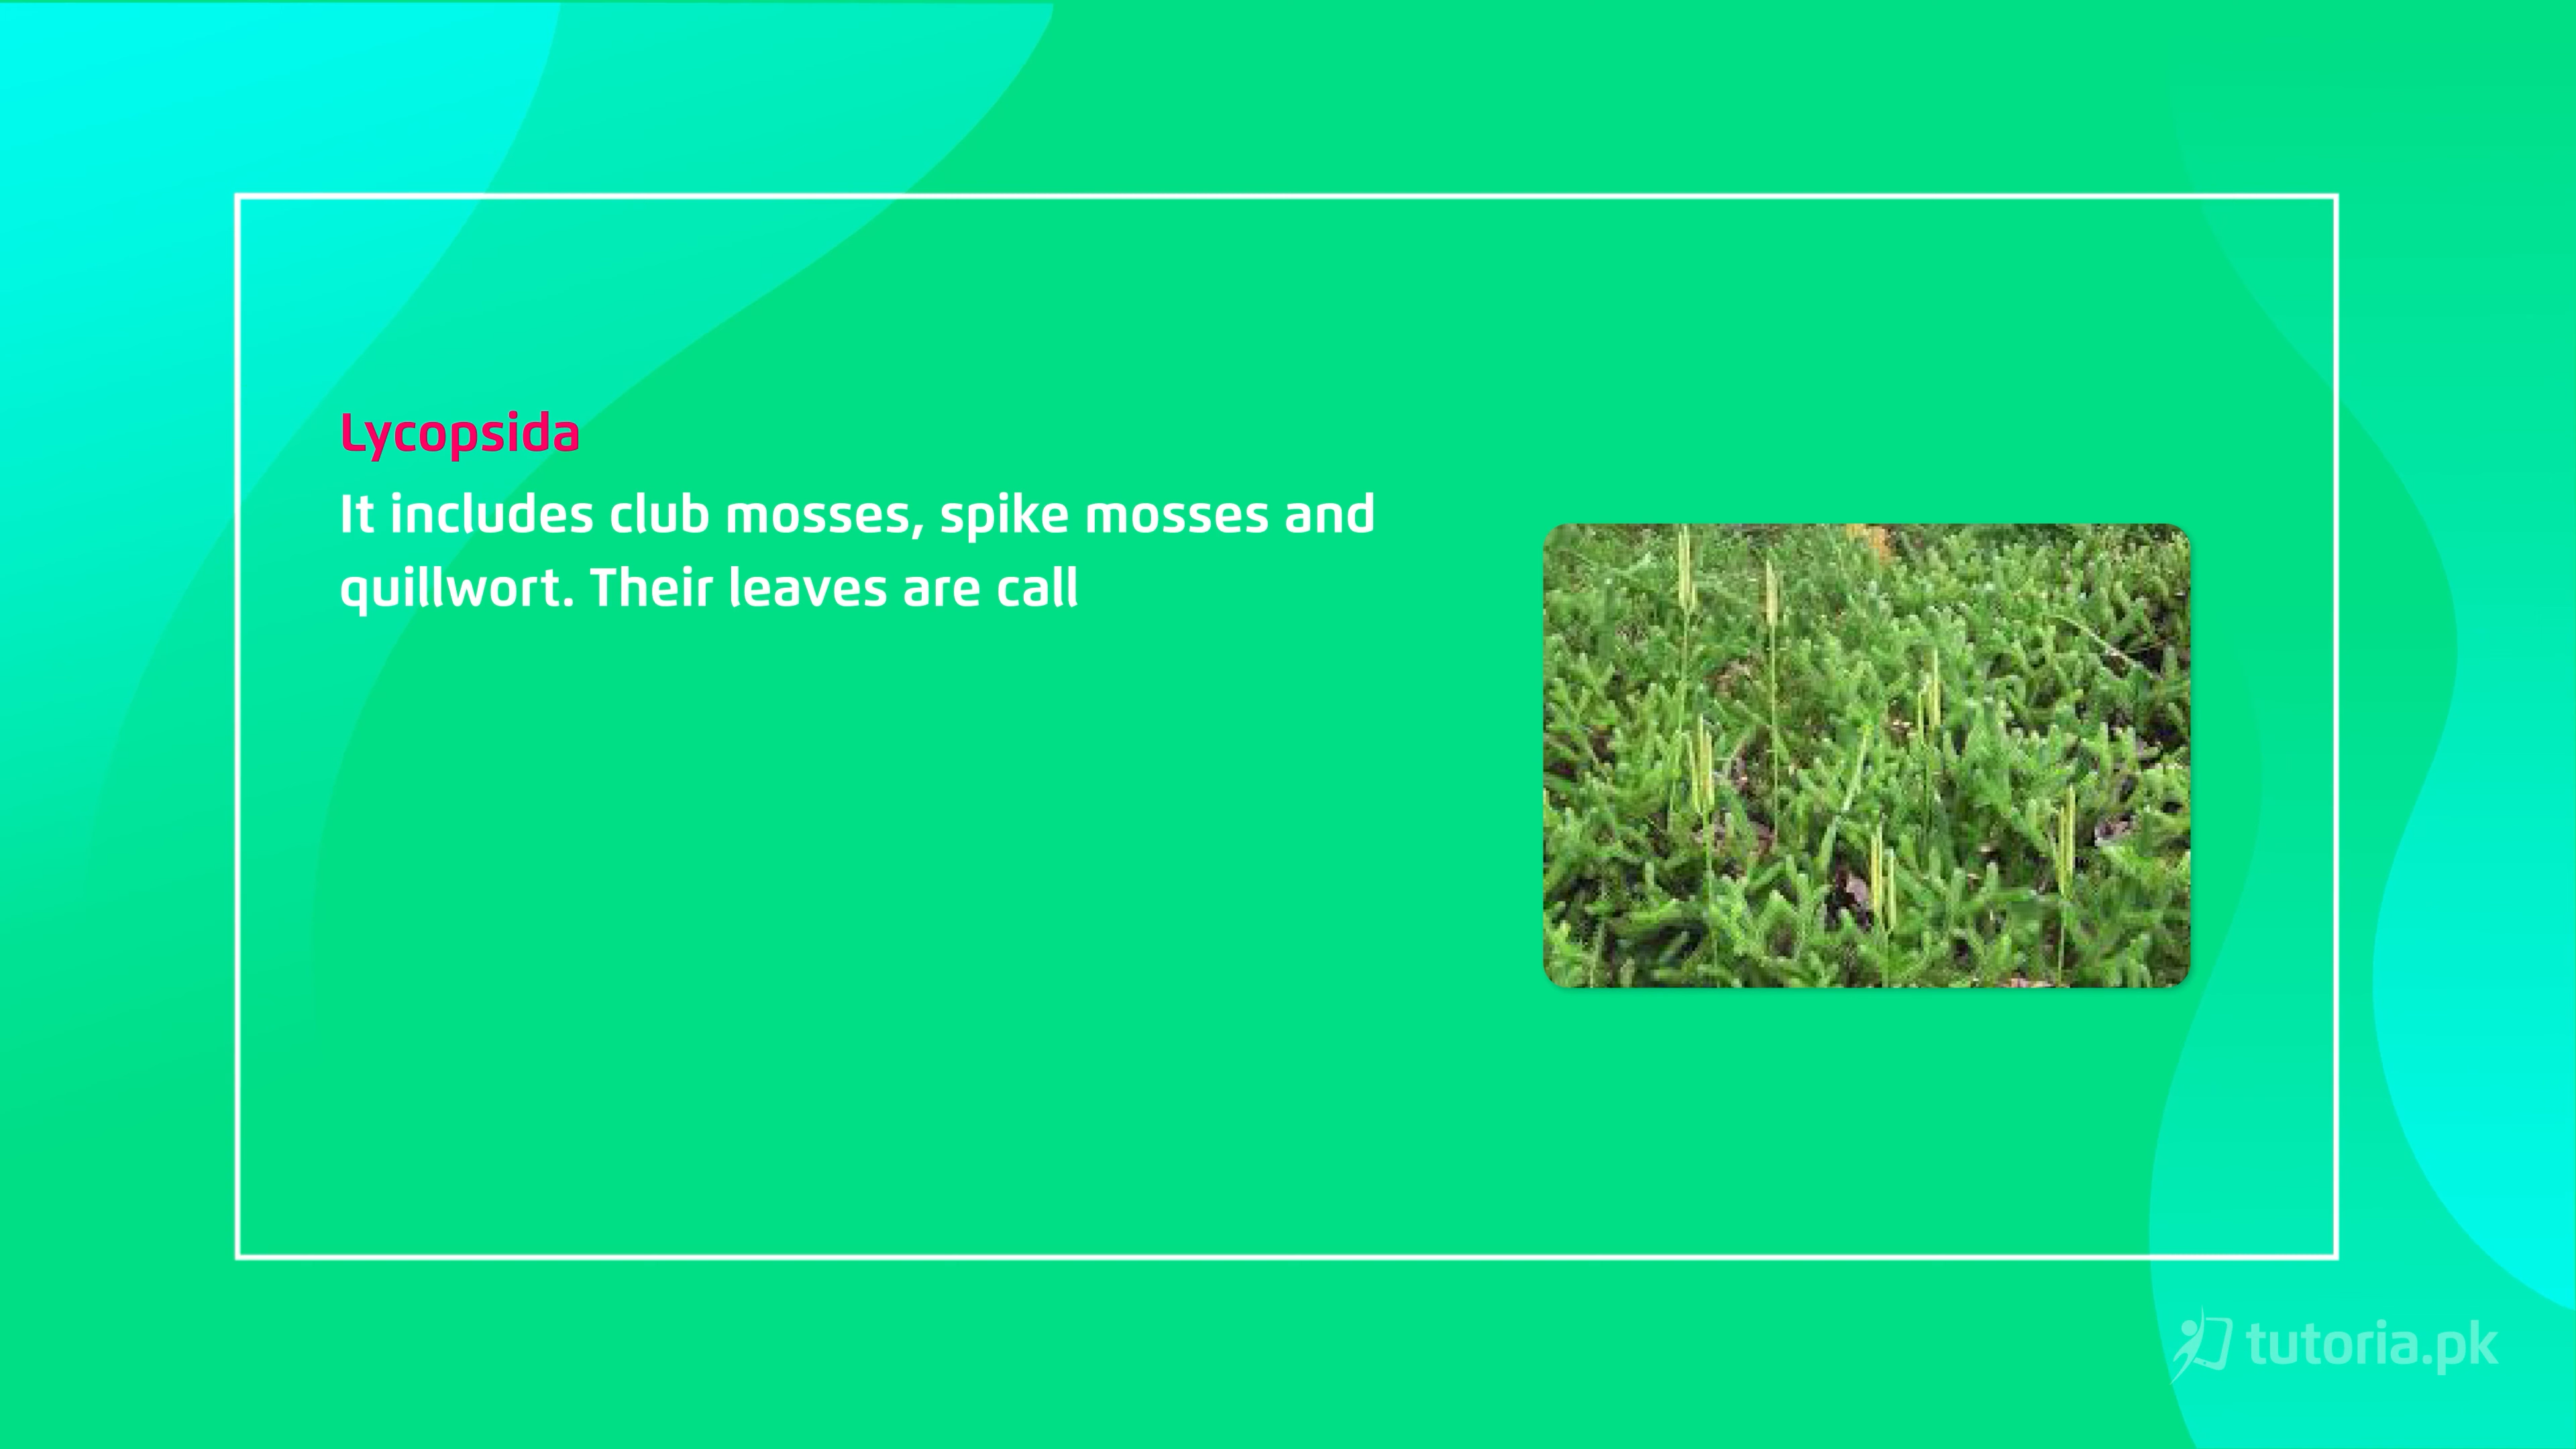 Lycopsida
It includes club mosses, spike mosses and
quillwort. Their leaves are call
tutoria.pk